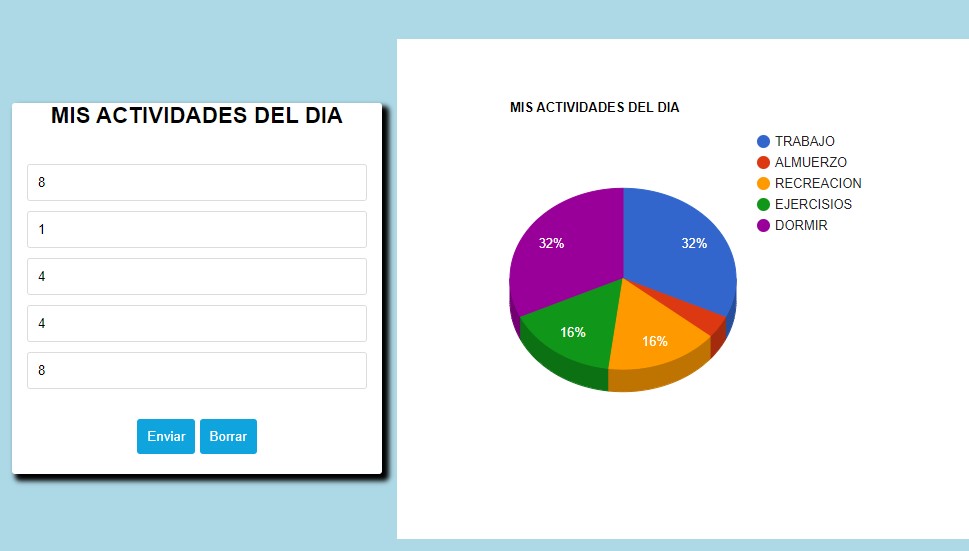 MIS ACTIVIDADES DEL DIA
8
1
4
4
8
Enviar Borrar
MIS ACTIVIDADES DEL DIA
TRABAJO
ALMUERZO
RECREACION
EJERCISIOS
DORMIR
32% 32%
16% 16%